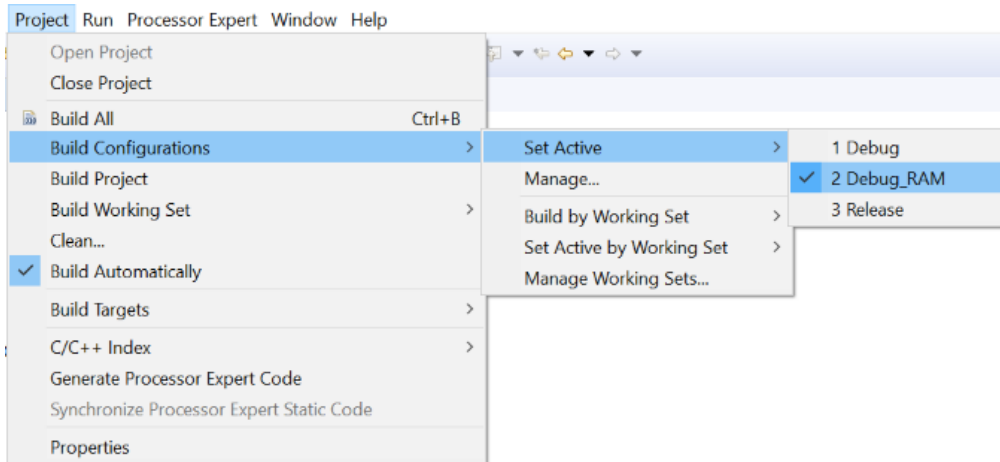 Project Run Processor Expert Window Help
Open Project
Close Project
Build All Ctrl+B
Build Configurations
Build Project
Build Working Set
Clean...
Build Automatically
Build Targets
C/C++ Index
Generate Processor Expert Code
Synchronize Processor Expert Static Code
Properties
Set Active
Manage...
Build by Working Set
Set Active by Working Set
Manage Working Sets...
1 Debug
2 Debug_RAM
3 Release